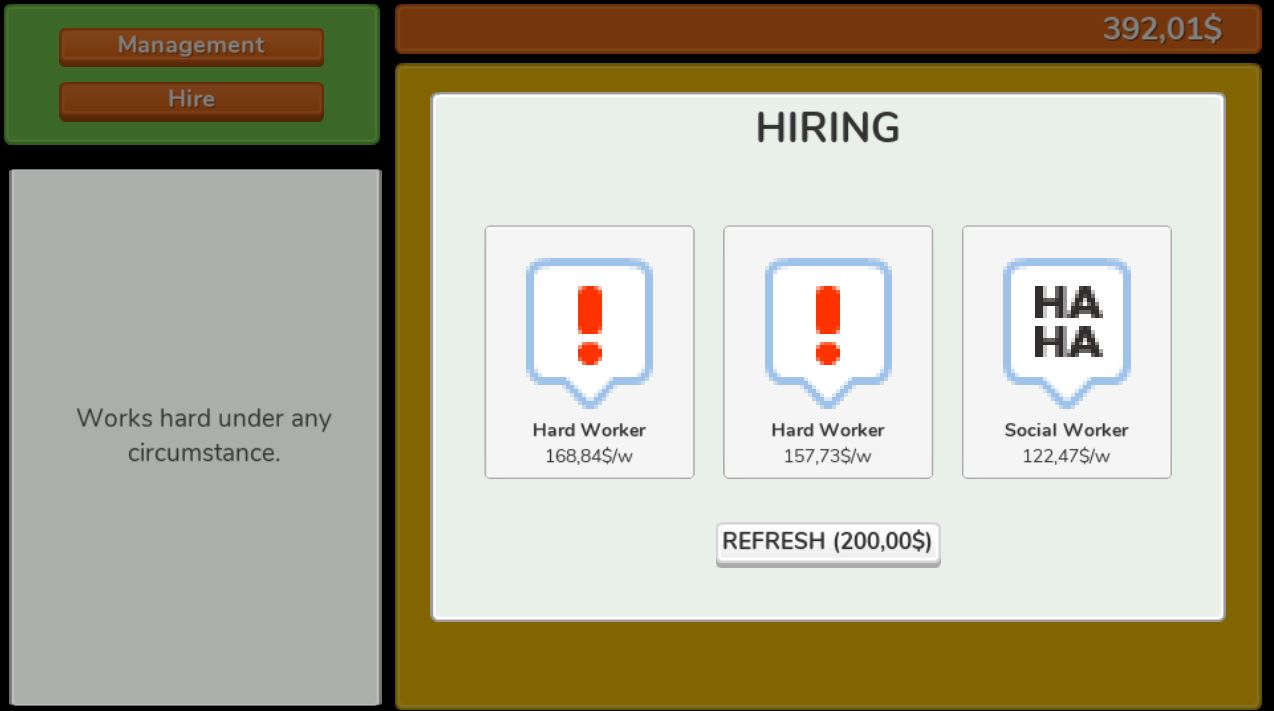 Management
Hire
392,01$
HIRING
Works hard under any
circumstance.
!
!
HA
HA
Hard Worker
168,84$/w
Hard Worker
157,73$/w
Social Worker
122,47$/w
REFRESH (200,00$)